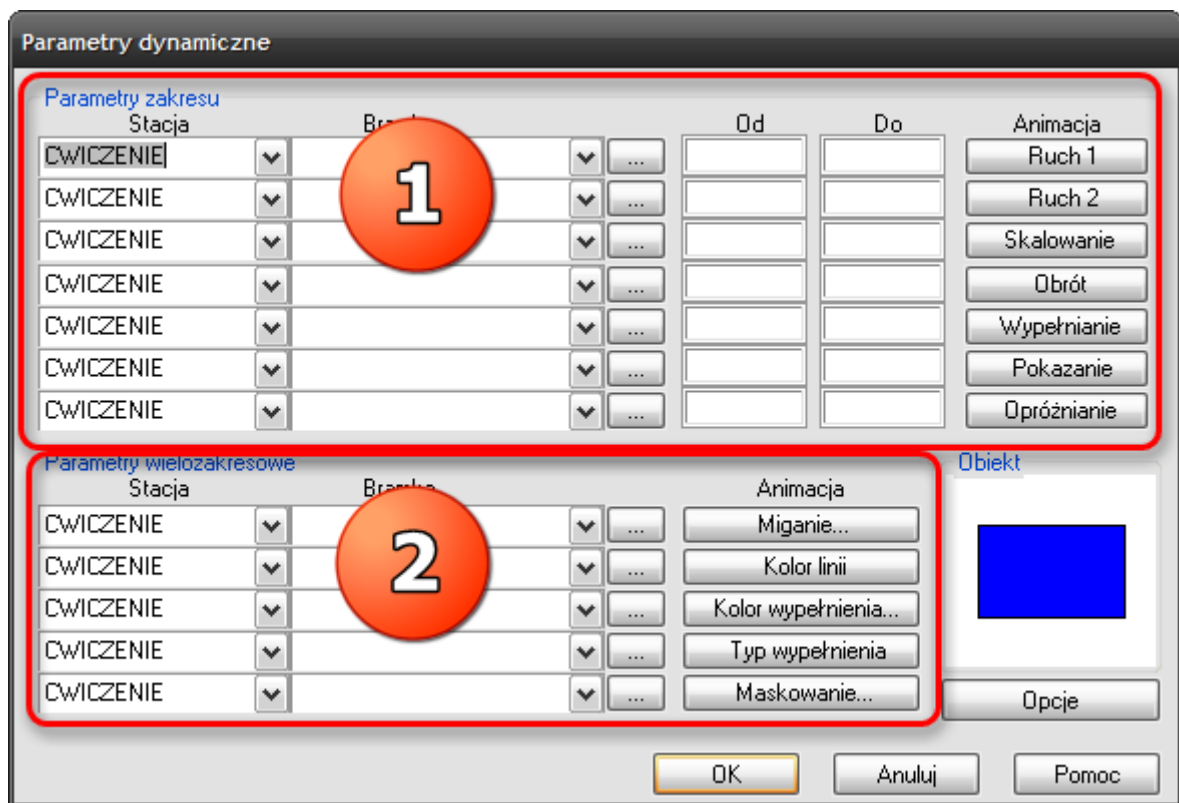 Parametry dynamiczne
Parametry zakresu
Stacja Od Do Animacja
CWICZENIE ... Ruch 1
CWICZENIE ... Ruch 2
CWICZENIE ... Skalowanie
CWICZENIE ... Obrót
CWICZENIE ... Wypełnianie
CWICZENIE ... Pokazanie
CWICZENIE ... Opróżnianie
1
Parametry wielozakresowe
Stacja Bramka Animacja
CWICZENIE ... Miganie...
CWICZENIE ... Kolor linii
CWICZENIE ... Kolor wypełnienia...
CWICZENIE ... Typ wypełnienia
CWICZENIE ... Maskowanie...
2
Obiekt
Opcje
OK Anuluj Pomoc